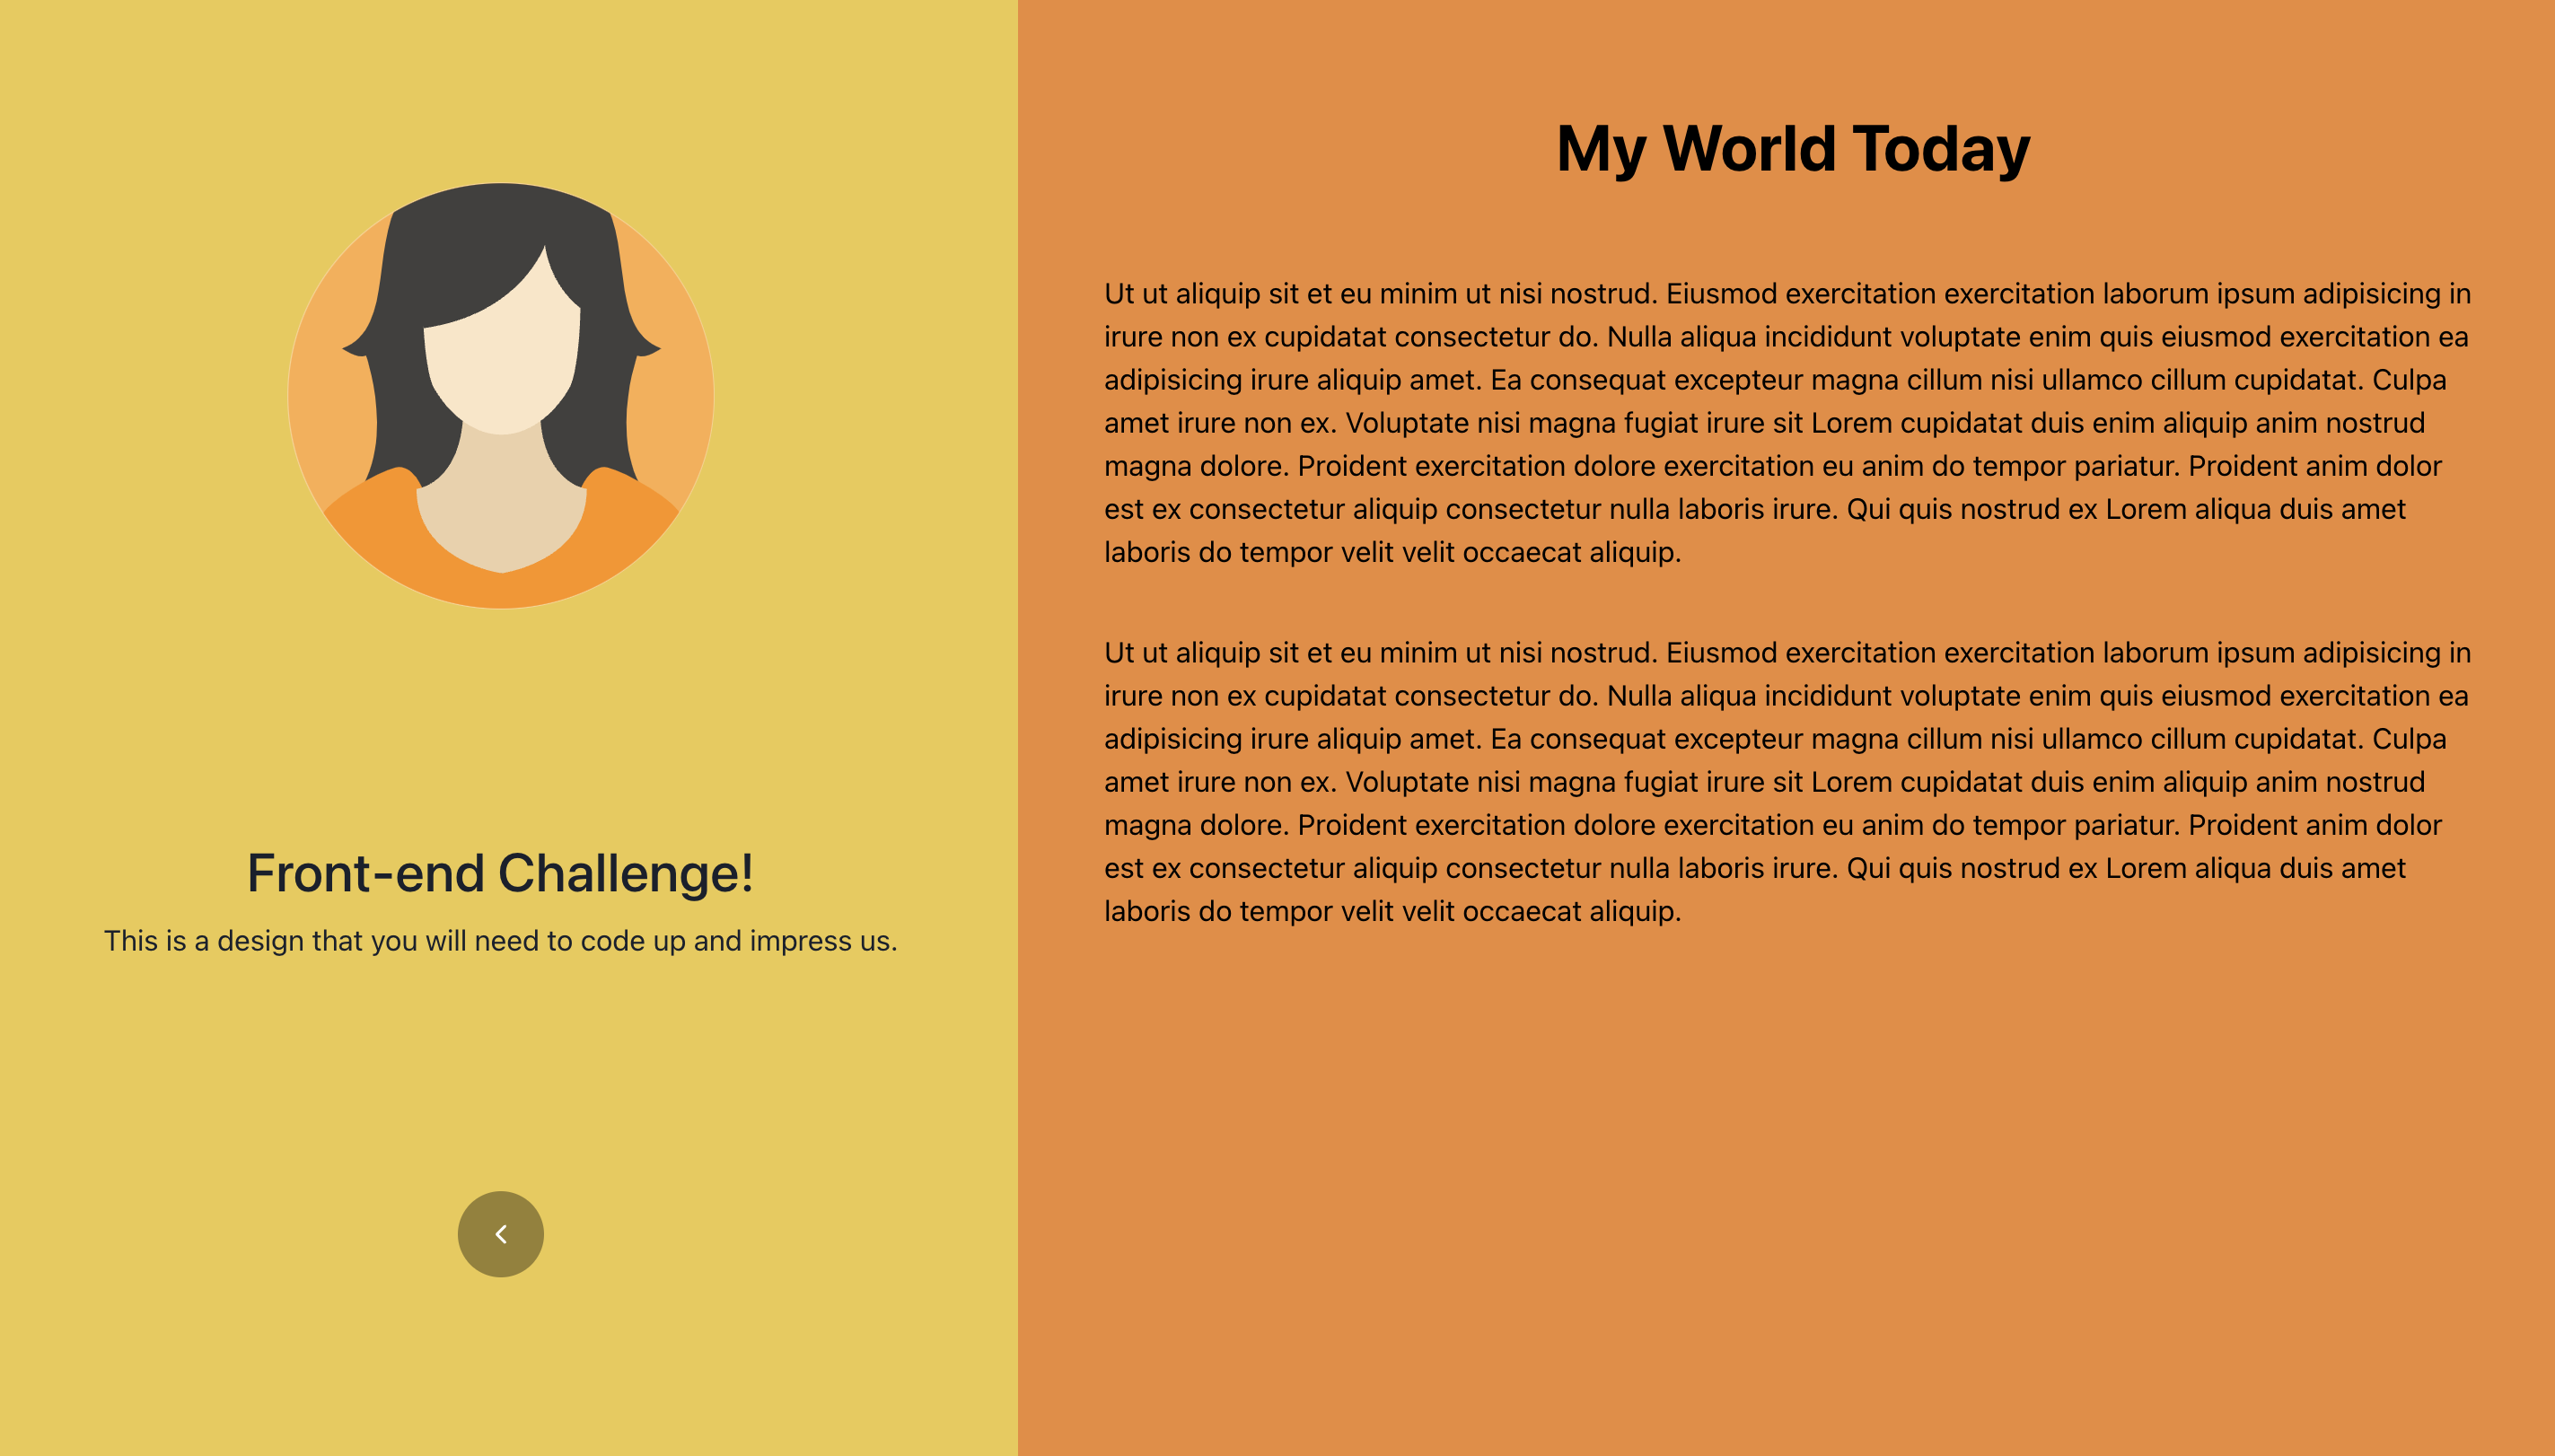 Front-end Challenge!
This is a design that you will need to code up and impress us.
My World Today
Ut ut aliquip sit et eu minim ut nisi nostrud. Eiusmod exercitation exercitation laborum ipsum adipisicing in
irure non ex cupidatat consectetur do. Nulla aliqua incididunt voluptate enim quis eiusmod exercitation ea
adipisicing irure aliquip amet. Ea consequat excepteur magna cillum nisi ullamco cillum cupidatat. Culpa
amet irure non ex. Voluptate nisi magna fugiat irure sit Lorem cupidatat duis enim aliquip anim nostrud
magna dolore. Proident exercitation dolore exercitation eu anim do tempor pariatur. Proident anim dolor
est ex consectetur aliquip consectetur nulla laboris irure. Qui quis nostrud ex Lorem aliqua duis amet
laboris do tempor velit velit occaecat aliquip.
Ut ut aliquip sit et eu minim ut nisi nostrud. Eiusmod exercitation exercitation laborum ipsum adipisicing in
irure non ex cupidatat consectetur do. Nulla aliqua incididunt voluptate enim quis eiusmod exercitation ea
adipisicing irure aliquip amet. Ea consequat excepteur magna cillum nisi ullamco cillum cupidatat. Culpa
amet irure non ex. Voluptate nisi magna fugiat irure sit Lorem cupidatat duis enim aliquip anim nostrud
magna dolore. Proident exercitation dolore exercitation eu anim do tempor pariatur. Proident anim dolor
est ex consectetur aliquip consectetur nulla laboris irure. Qui quis nostrud ex Lorem aliqua duis amet
laboris do tempor velit velit occaecat aliquip.